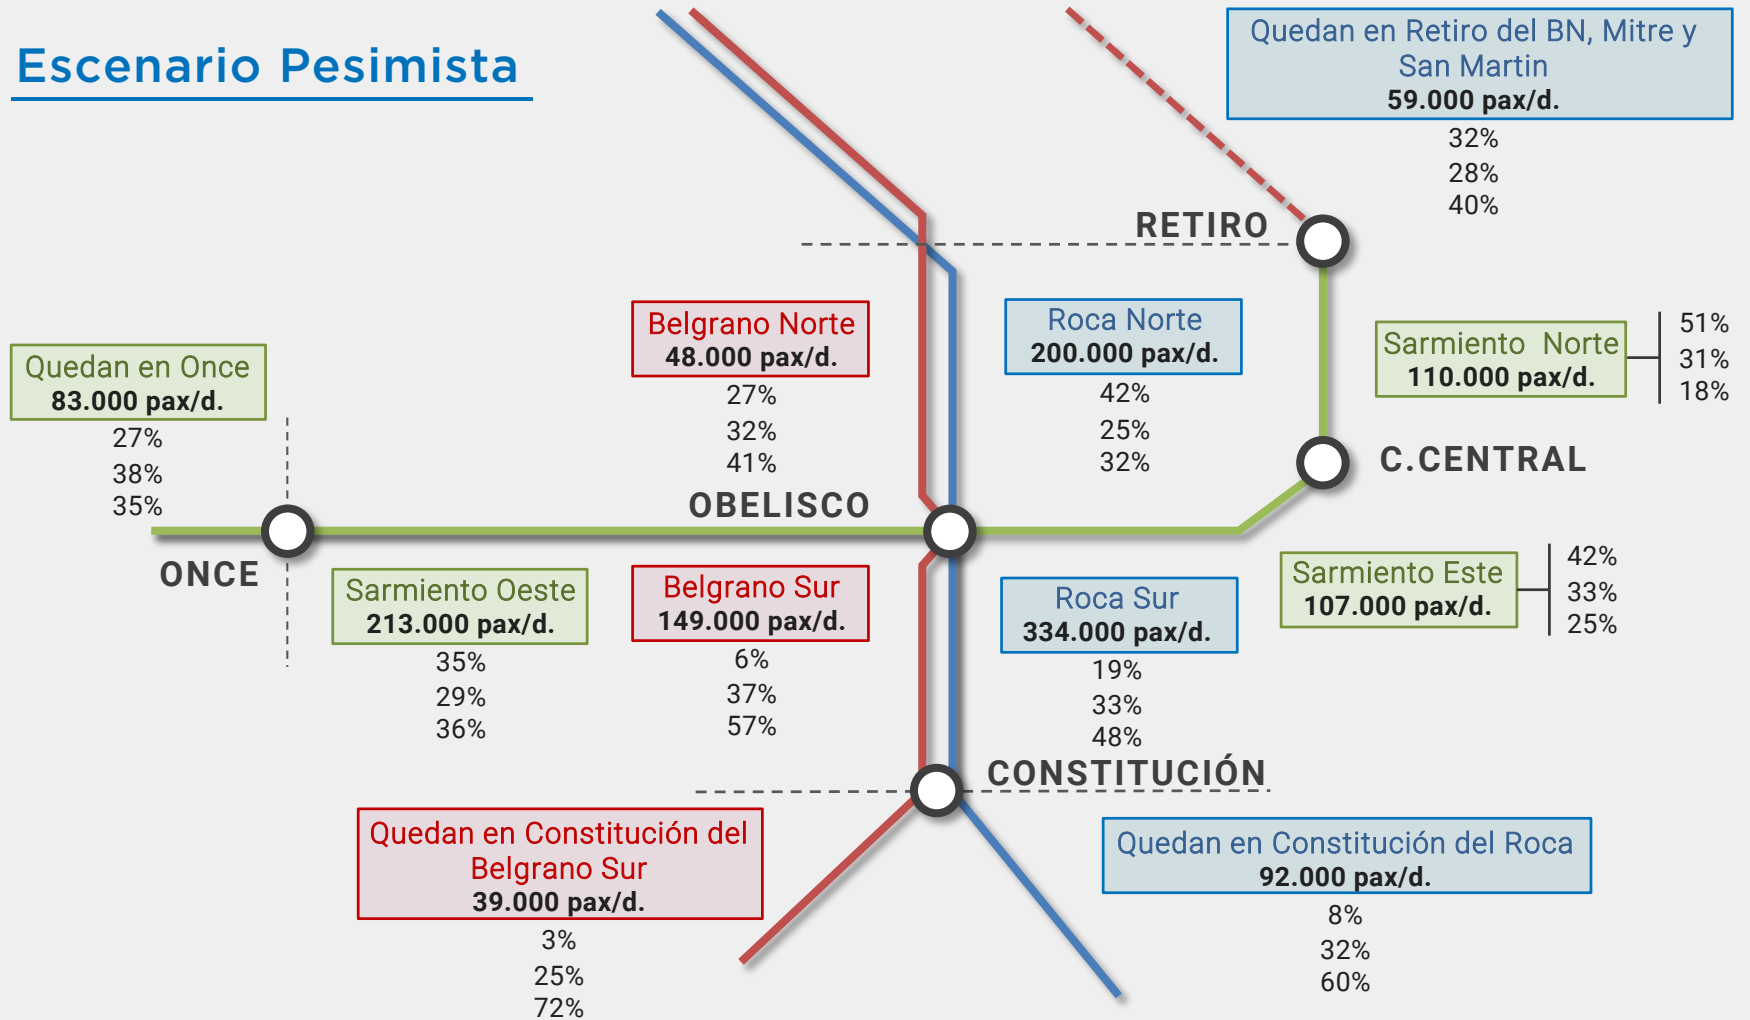 Escenario Pesimista
Quedan en Retiro del BN, Mitre y
San Martin
59.000 pax/d.
32%
28%
40%
RETIRO
Belgrano Norte
48.000 pax/d.
27%
32%
41%
Roca Norte
200.000 pax/d.
42%
25%
32%
Sarmiento Norte
110.000 pax/d.
51%
31%
18%
Quedan en Once
83.000 pax/d.
27%
38%
35%
C.CENTRAL
OBELISCO
ONCE
Sarmiento Oeste
213.000 pax/d.
35%
29%
36%
Belgrano Sur
149.000 pax/d.
6%
37%
57%
Roca Sur
334.000 pax/d.
19%
33%
48%
Sarmiento Este
107.000 pax/d.
42%
33%
25%
CONSTITUCIÓN
Quedan en Constitución del
Belgrano Sur
39.000 pax/d.
3%
25%
72%
Quedan en Constitución del Roca
92.000 pax/d.
8%
32%
60%